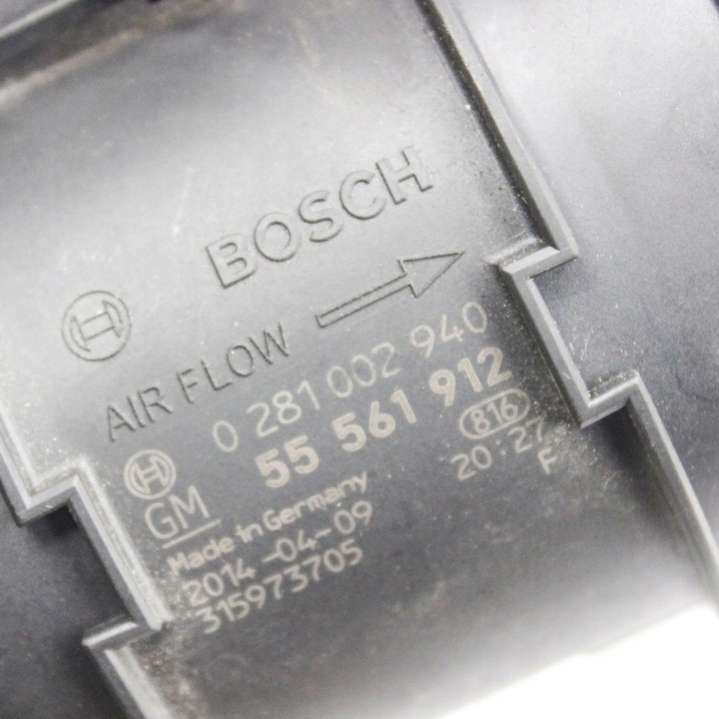 BOSCH
AIR FLOW
0 281 002 940
55 561 912
816
GM
20:27
F
Made in Germany
2014-04-09
315973705